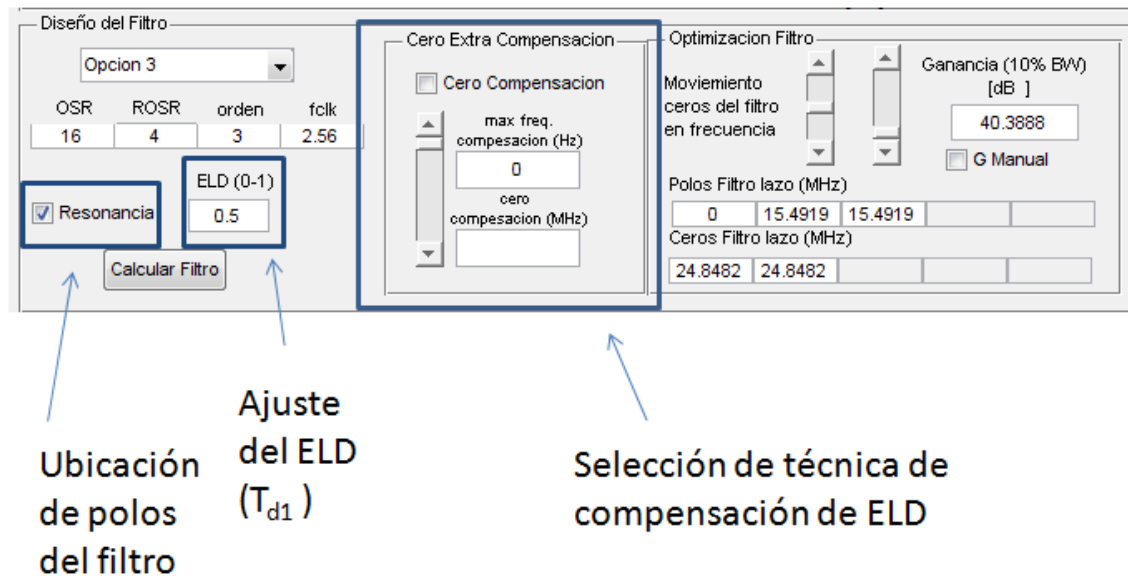 Diseño del Filtro
Opcion 3
OSR ROSR orden fclk
16 4 3 2.56
Resonancia
ELD (0-1)
0.5
Calcular Filtro
Cero Extra Compensacion
Cero Compensacion
max freq.
compesacion (Hz)
0
cero
compesacion (MHz)
Optimizacion Filtro
Moviemiento
ceros del filtro
en frecuencia
Ganancia (10% BW)
[dB ]
40.3888
G Manual
Polos Filtro lazo (MHz)
0 15.4919 15.4919
Ceros Filtro lazo (MHz)
24.8482 24.8482
Ubicación
de polos
del filtro
Ajuste
del ELD
(Td1 )
Selección de técnica de
compensación de ELD